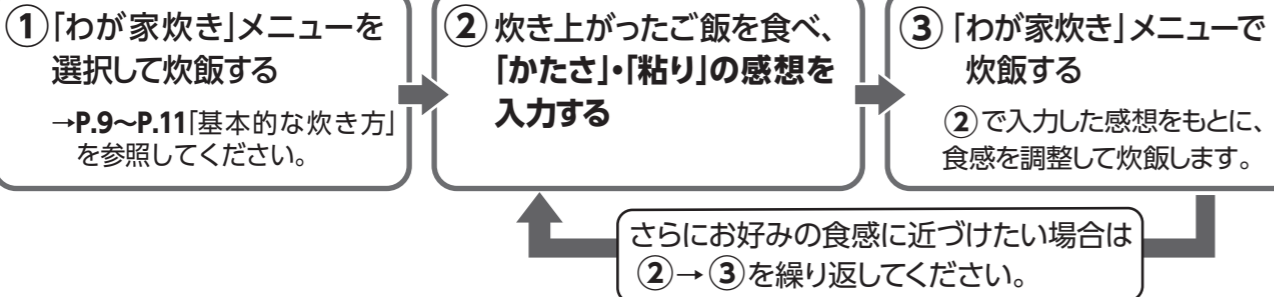 ①「わが家炊き」メニューを
選択して炊飯する
→P.9〜P.11「基本的な炊き方」
を参照してください。
②炊き上がったご飯を食べ、
「かたさ」・「粘り」の感想を
入力する
③「わが家炊き」メニューで
炊飯する
②で入力した感想をもとに、
食感を調整して炊飯します。
さらにお好みの食感に近づけたい場合は
②→③を繰り返してください。